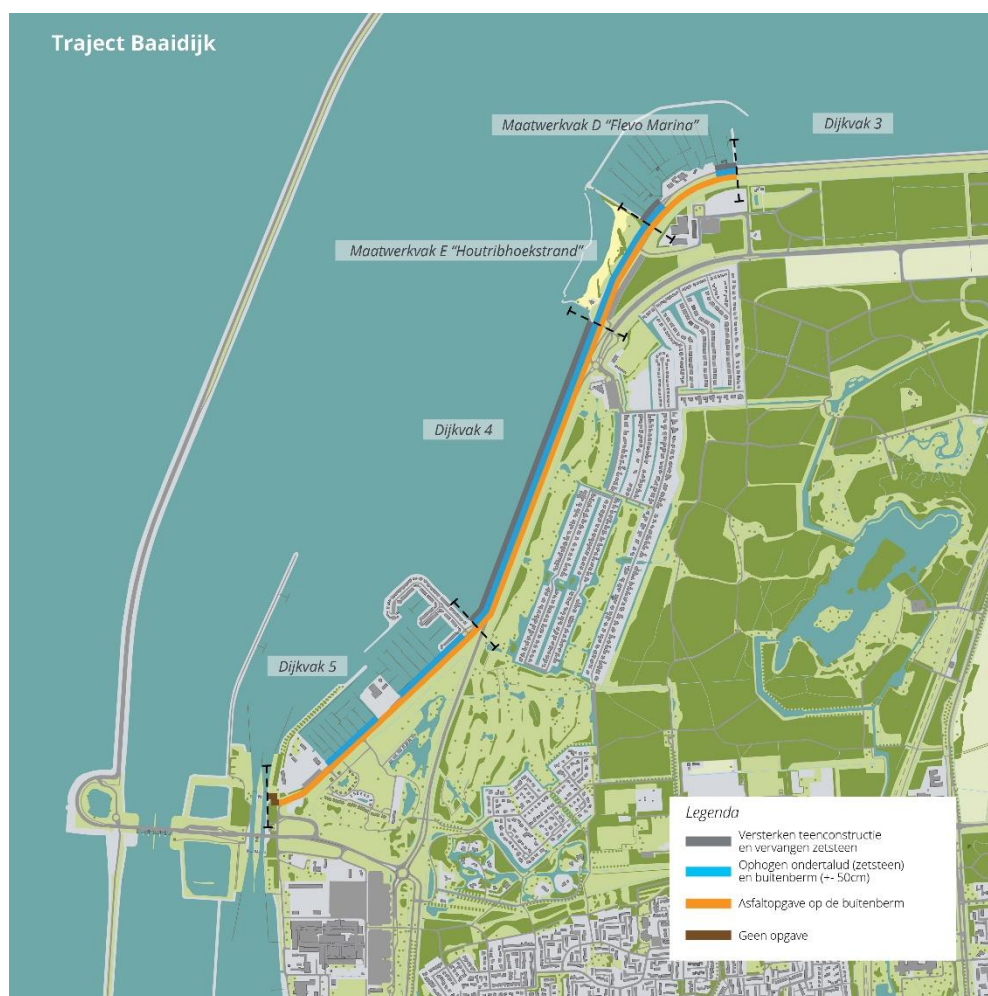 Traject Baaidijk
Maatwerkvak D “Flevo Marina”
Dijkvak 3
Maatwerkvak E “Houtribhoekstrand”
Dijkvak 4
Dijkvak 5
Legenda
Versterken teenconstructie
en vervangen zetsteen
Ophogen ondertalud (zetsteen)
en buitenberm (+- 50cm)
Asfaltopgave op de buitenberm
Geen opgave